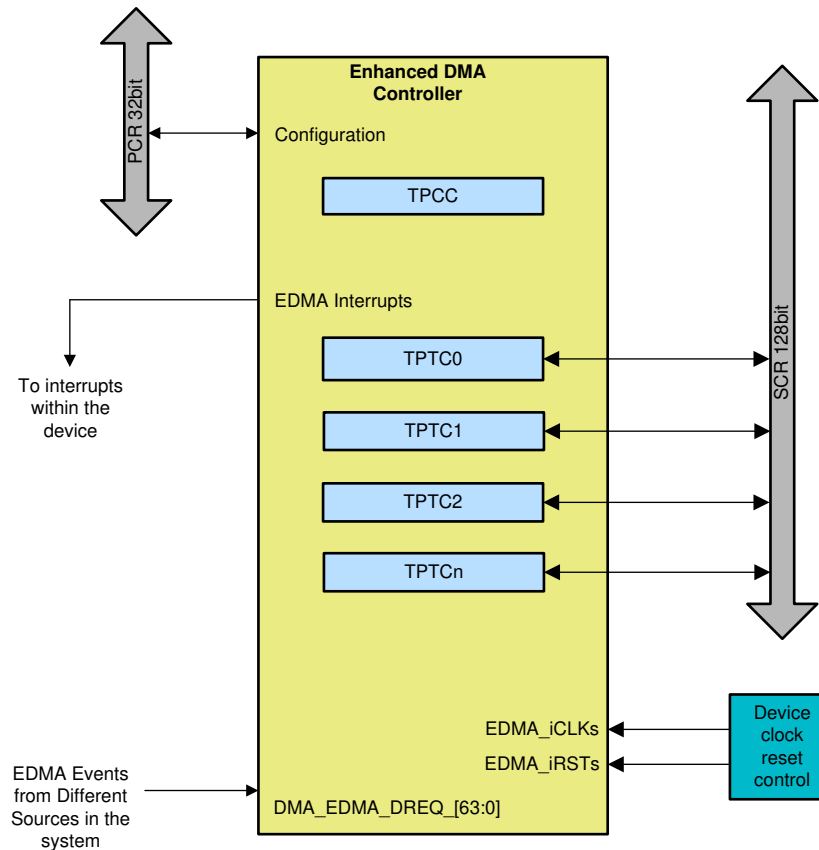 Enhanced DMA
Controller
PCR 32bit
Configuration
TPCC
EDMA Interrupts
To interrupts
within the
device
TPTC0
TPTC1
TPTC2
TPTCn
SCR 128bit
EDMA_iCLKs
EDMA_iRSTs
Device
clock
reset
control
EDMA Events
from Different
Sources in the
system
DMA_EDMA_DREQ_[63:0]